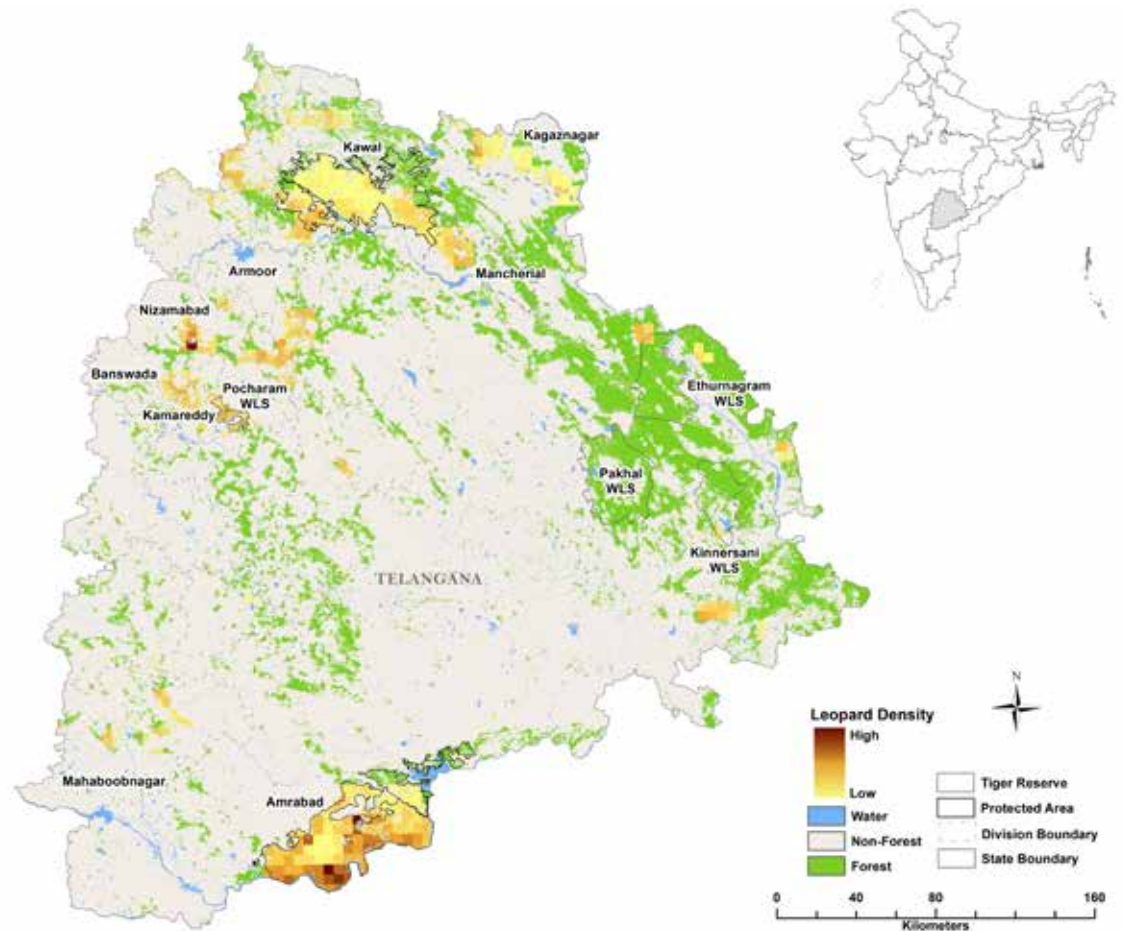 Kagaznagar
Kawal
Armoor
Mancherial
Nizamabad
Banswada
Pocharam
WLS
Kamareddy
Ethurnagram
WLS
Pakhal
WLS
Kinnersani
WLS
TELANGANA
Mahaboobnagar
Amrabad
N
Leopard Density
High
Low
Water
Non-Forest
Forest
Tiger Reserve
Protected Area
Division Boundary
State Boundary
0 40 80 160
Kilometers